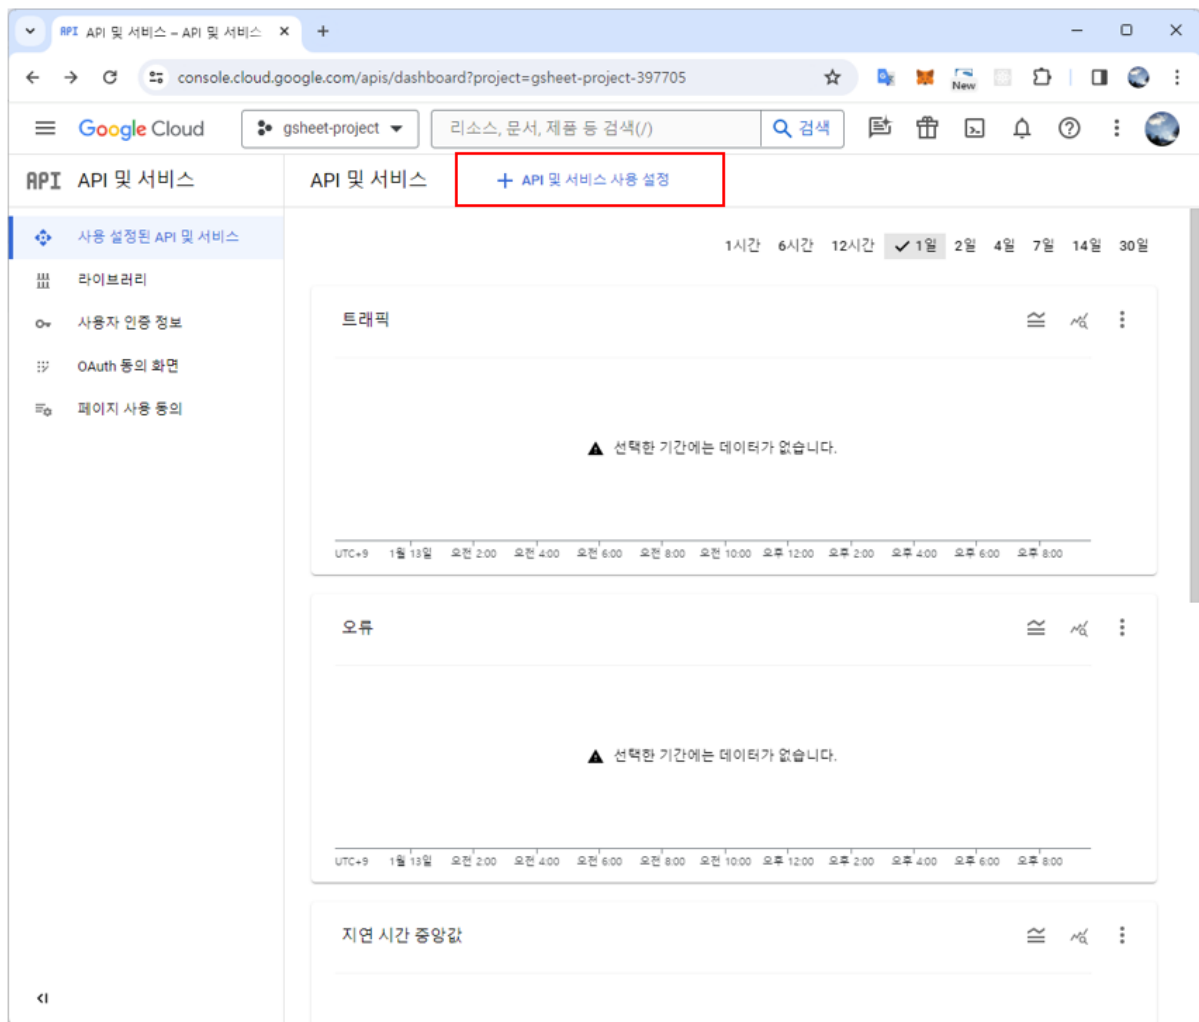 API API 및 서비스 – API 및 서비스
console.cloud.google.com/apis/dashboard?project=gsheet-project-397705
New
Google Cloud
gsheet-project
리소스, 문서, 제품 등 검색(/)
검색
API API 및 서비스
API 및 서비스
+ API 및 서비스 사용 설정
사용 설정된 API 및 서비스
라이브러리
사용자 인증 정보
OAuth 동의 화면
페이지 사용 동의
1시간 6시간 12시간 1일 2일 4일 7일 14일 30일
트래픽
선택한 기간에는 데이터가 없습니다.
UTC+9 1월 13일 오전 2:00 오전 4:00 오전 6:00 오전 8:00 오전 10:00 오후 12:00 오후 2:00 오후 4:00 오후 6:00 오후 8:00
오류
선택한 기간에는 데이터가 없습니다.
UTC+9 1월 13일 오전 2:00 오전 4:00 오전 6:00 오전 8:00 오전 10:00 오후 12:00 오후 2:00 오후 4:00 오후 6:00 오후 8:00
지연 시간 중앙값